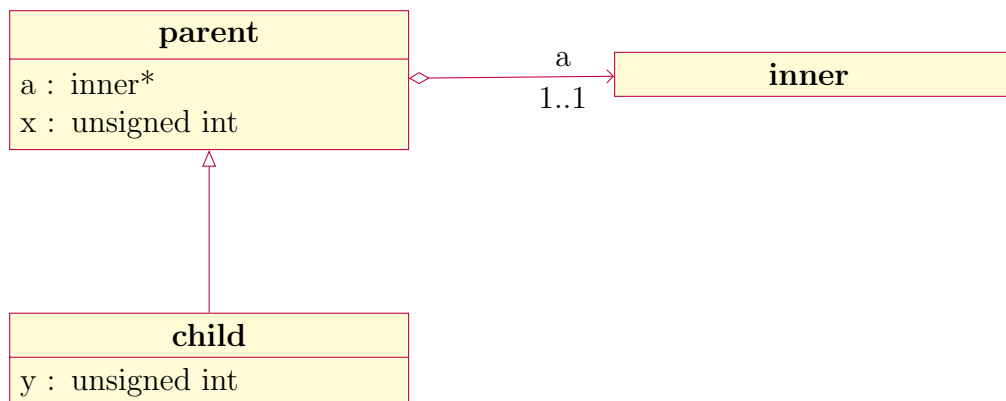 parent
a : inner*
x : unsigned int
a
1..1
inner
child
y : unsigned int